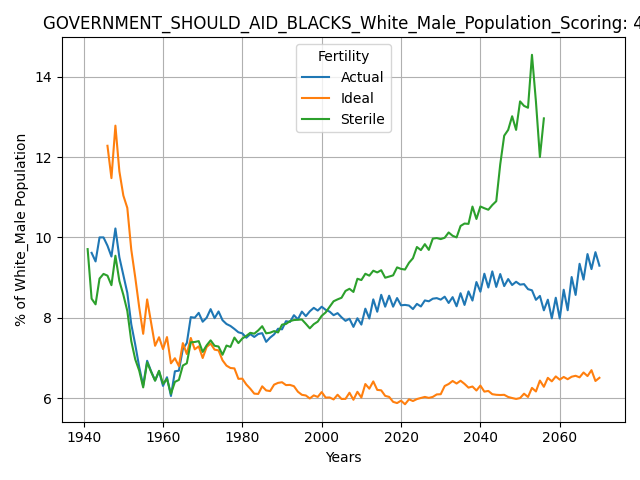 GOVERNMENT_SHOULD_AID_BLACKS_White_Male_Population_Scoring: 4
Fertility
Actual
Ideal
Sterile
14
12
10
8
6
% of White_Male Population
1940 1960 1980 2000 2020 2040 2060
Years